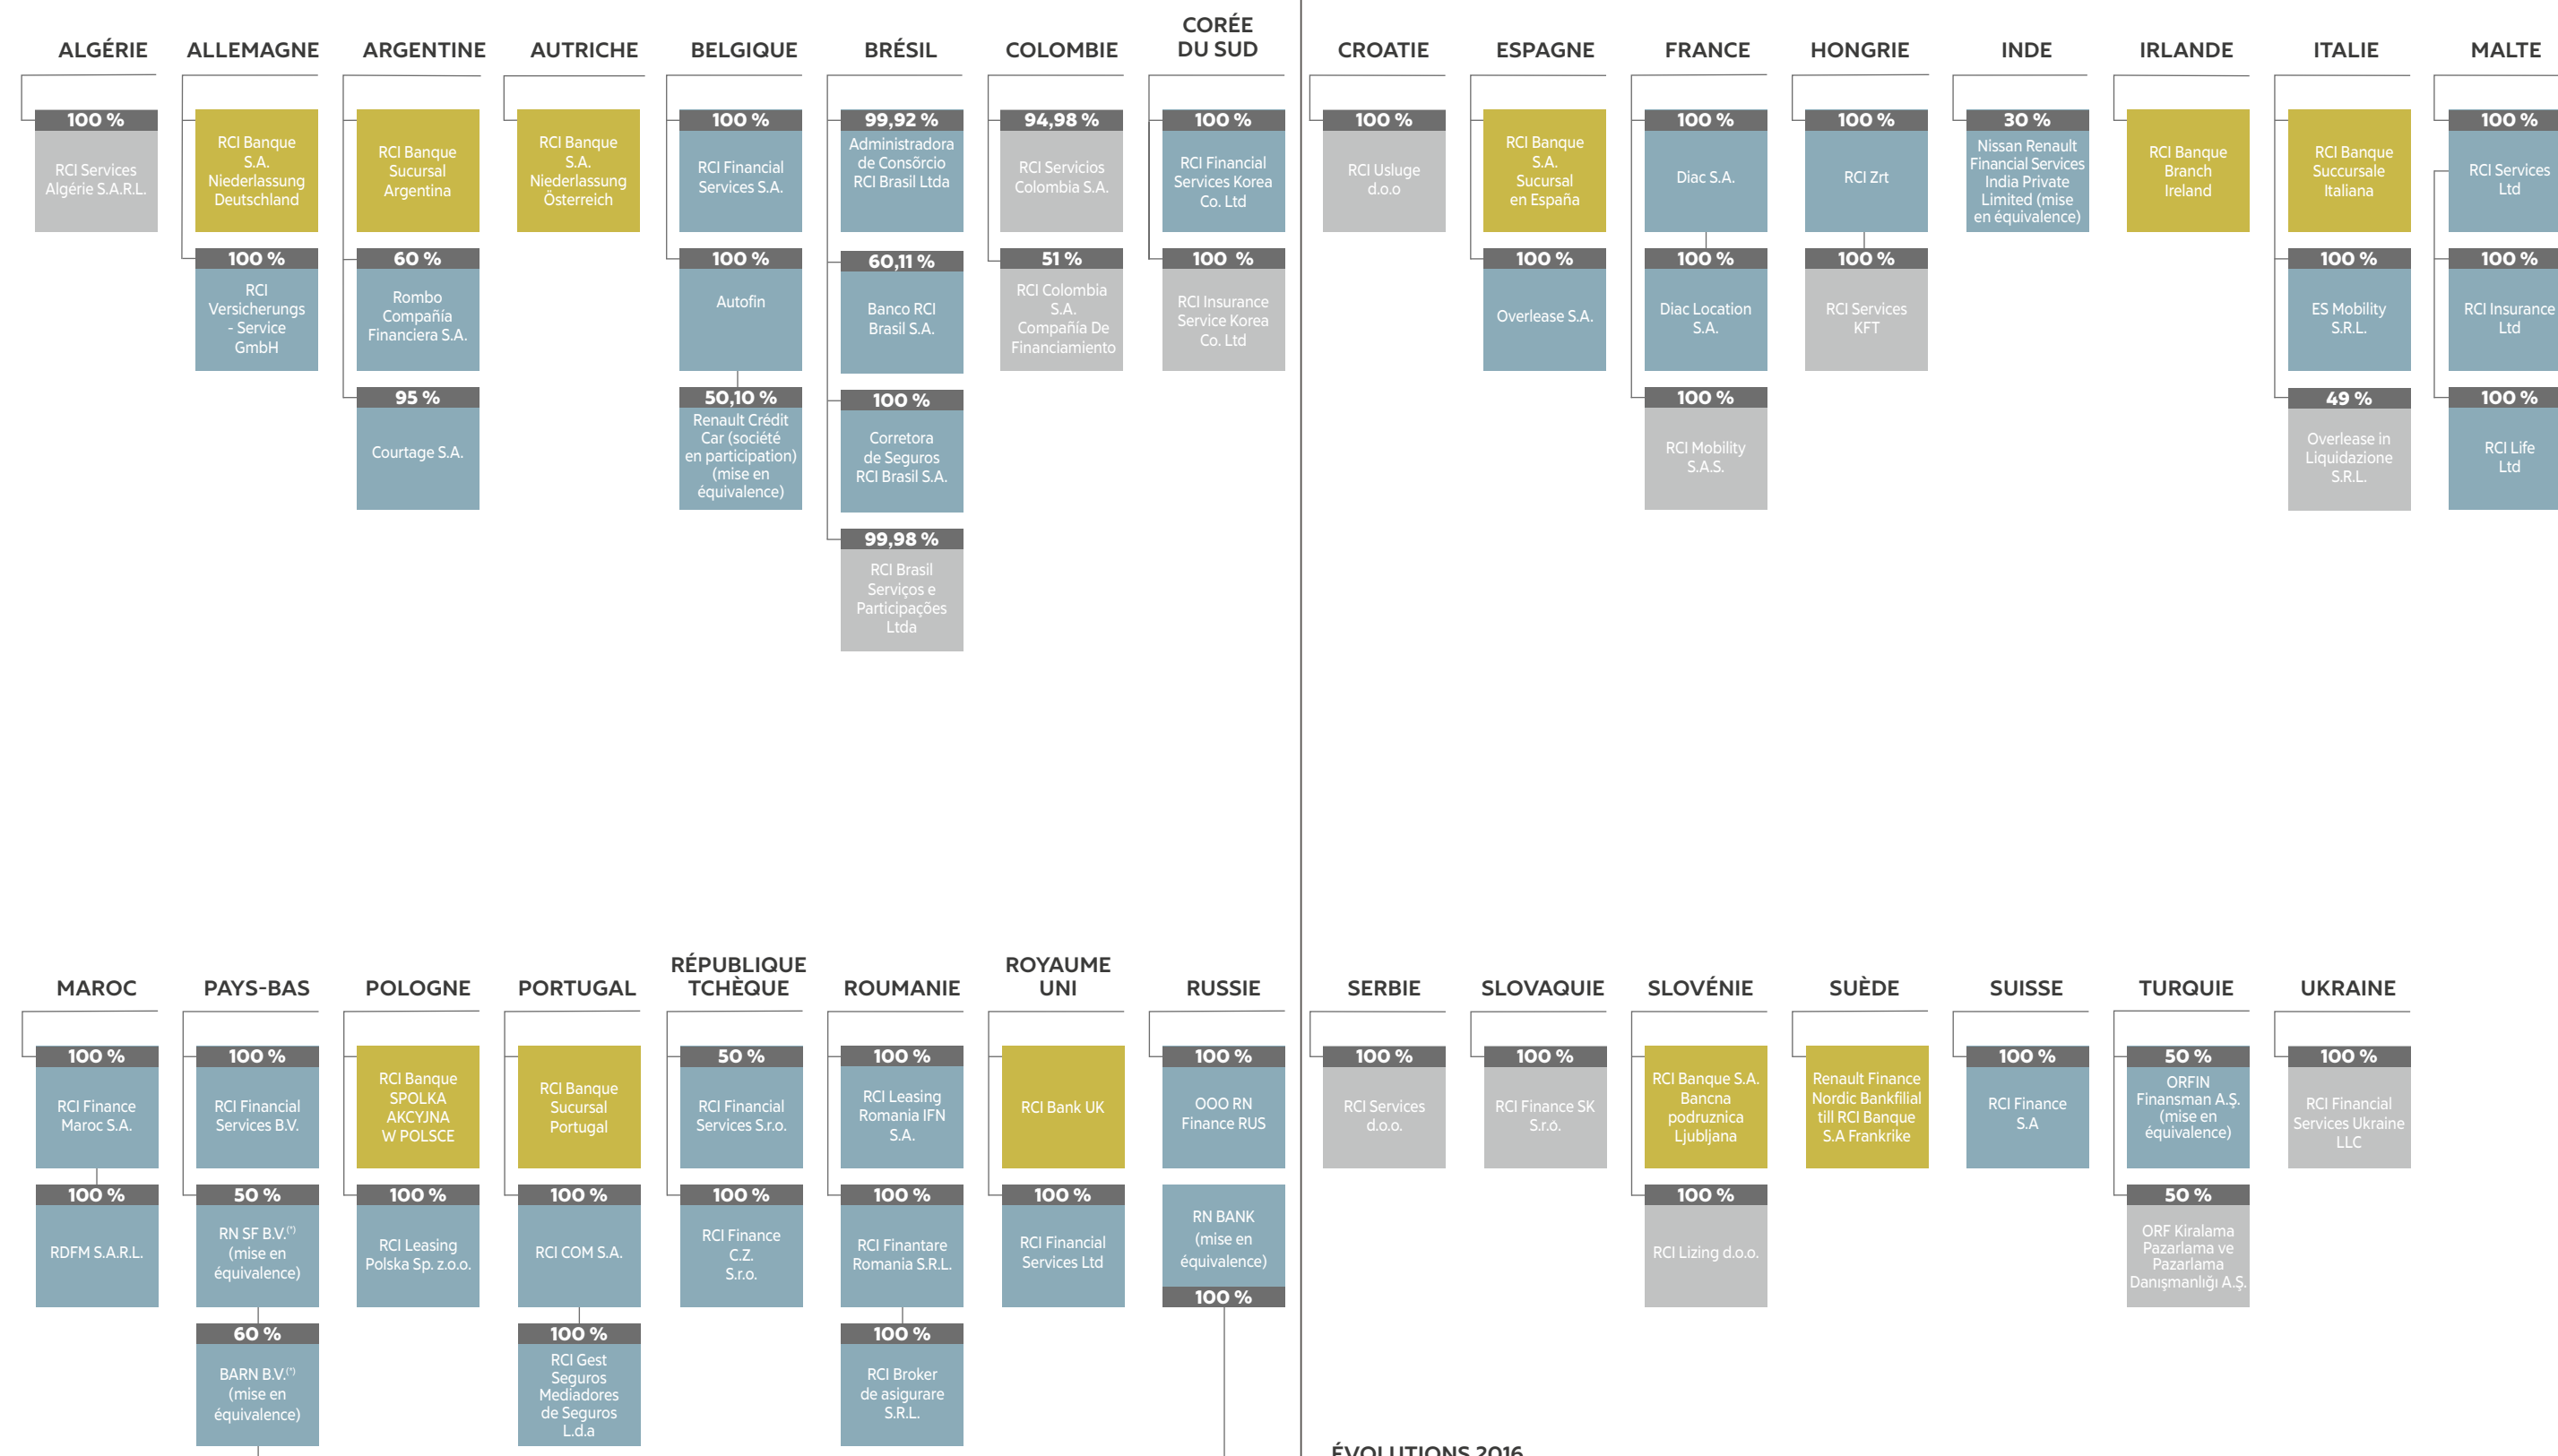 ALGÉRIE
100 %
RCI Services
Algérie S.A.R.L.
ALLEMAGNE
RCI Banque
S.A.
Niederlassung
Deutschland
100 %
RCI
Versicherungs
- Service
GmbH
ARGENTINE
RCI Banque
Sucursal
Argentina
60 %
Rombo
Compañía
Financiera S.A.
95 %
Courtage S.A.
AUTRICHE
RCI Banque
S.A.
Niederlassung
Österreich
BELGIQUE
100 %
RCI Financial
Services S.A.
100 %
Autofin
50,10 %
Renault Crédit
Car (société
en participation)
(mise en
équivalence)
BRÉSIL
99,92 %
Administradora
de Consõrcio
RCI Brasil Ltda
60,11 %
Banco RCI
Brasil S.A.
100 %
Corretora
de Seguros
RCI Brasil S.A.
99,98 %
RCI Brasil
Serviços e
Participações
Ltda
COLOMBIE
94,98 %
RCI Servicios
Colombia S.A.
51 %
RCI Colombia
S.A.
Compañía De
Financiamiento
CORÉE
DU SUD
100 %
RCI Financial
Services Korea
Co. Ltd
100 %
RCI Insurance
Service Korea
Co. Ltd
CROATIE
100 %
RCI Usluge
d.o.o
ESPAGNE
RCI Banque
S.A.
Sucursal
en España
100 %
Overlease S.A.
FRANCE
100 %
Diac S.A.
100 %
Diac Location
S.A.
100 %
RCI Mobility
S.A.S.
HONGRIE
100 %
RCI Zrt
100 %
RCI Services
KFT
INDE
30 %
Nissan Renault
Financial Services
India Private
Limited (mise
en équivalence)
IRLANDE
RCI Banque
Branch
Ireland
ITALIE
RCI Banque
Succursale
Italiana
100 %
ES Mobility
S.R.L.
49 %
Overlease in
Liquidazione
S.R.L.
MALTE
100 %
RCI Services
Ltd
100 %
RCI Insurance
Ltd
100 %
RCI Life
Ltd
MAROC
100 %
RCI Finance
Maroc S.A.
100 %
RDFM S.A.R.L.
PAYS-BAS
100 %
RCI Financial
Services B.V.
50 %
RN SF B.V.(*)
(mise en
équivalence)
60 %
BARN B.V.(*)
(mise en
équivalence)
POLOGNE
RCI Banque
SPOLKA
AKCYJNA
W POLSCE
100 %
RCI Leasing
Polska Sp. z.o.o.
PORTUGAL
RCI Banque
Sucursal
Portugal
100 %
RCI COM S.A.
100 %
RCI Gest
Seguros
Mediadores
de Seguros
L.d.a
RÉPUBLIQUE
TCHÈQUE
50 %
RCI Financial
Services S.r.o.
100 %
RCI Finance
C.Z.
S.r.o.
ROUMANIE
100 %
RCI Leasing
Romania IFN
S.A.
100 %
RCI Finantare
Romania S.R.L.
100 %
RCI Broker
de asigurare
S.R.L.
ROYAUME
UNI
RCI Bank UK
100 %
RCI Financial
Services Ltd
RUSSIE
100 %
OOO RN
Finance RUS
RN BANK
(mise en
équivalence)
100 %
SERBIE
100 %
RCI Services
d.o.o.
SLOVAQUIE
100 %
RCI Finance SK
S.r.ó.
SLOVÉNIE
RCI Banque S.A.
Bancna
podruznica
Ljubljana
100 %
RCI Lizing d.o.o.
SUÈDE
Renault Finance
Nordic Bankfilial
till RCI Banque
S.A Frankrike
SUISSE
100 %
RCI Finance
S.A
TURQUIE
50 %
ORFIN
Finansman A.Ş.
(mise en
équivalence)
50 %
ORF Kiralama
Pazarlama ve
Pazarlama
Danışmanlığı A.Ş.
UKRAINE
100 %
RCI Financial
Services Ukraine
LLC
ÉVOLUTIONS 2016